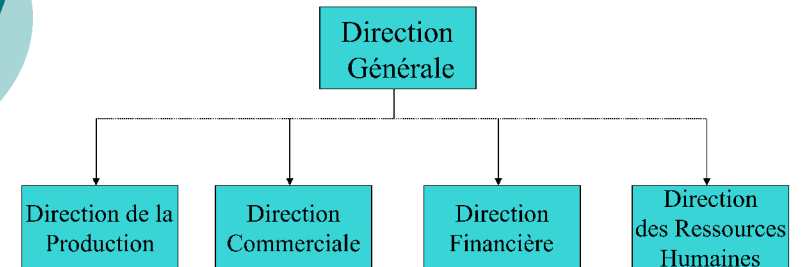 Direction
Générale
Direction de la
Production
Direction
Commerciale
Direction
Financière
Direction
des Ressources
Humaines